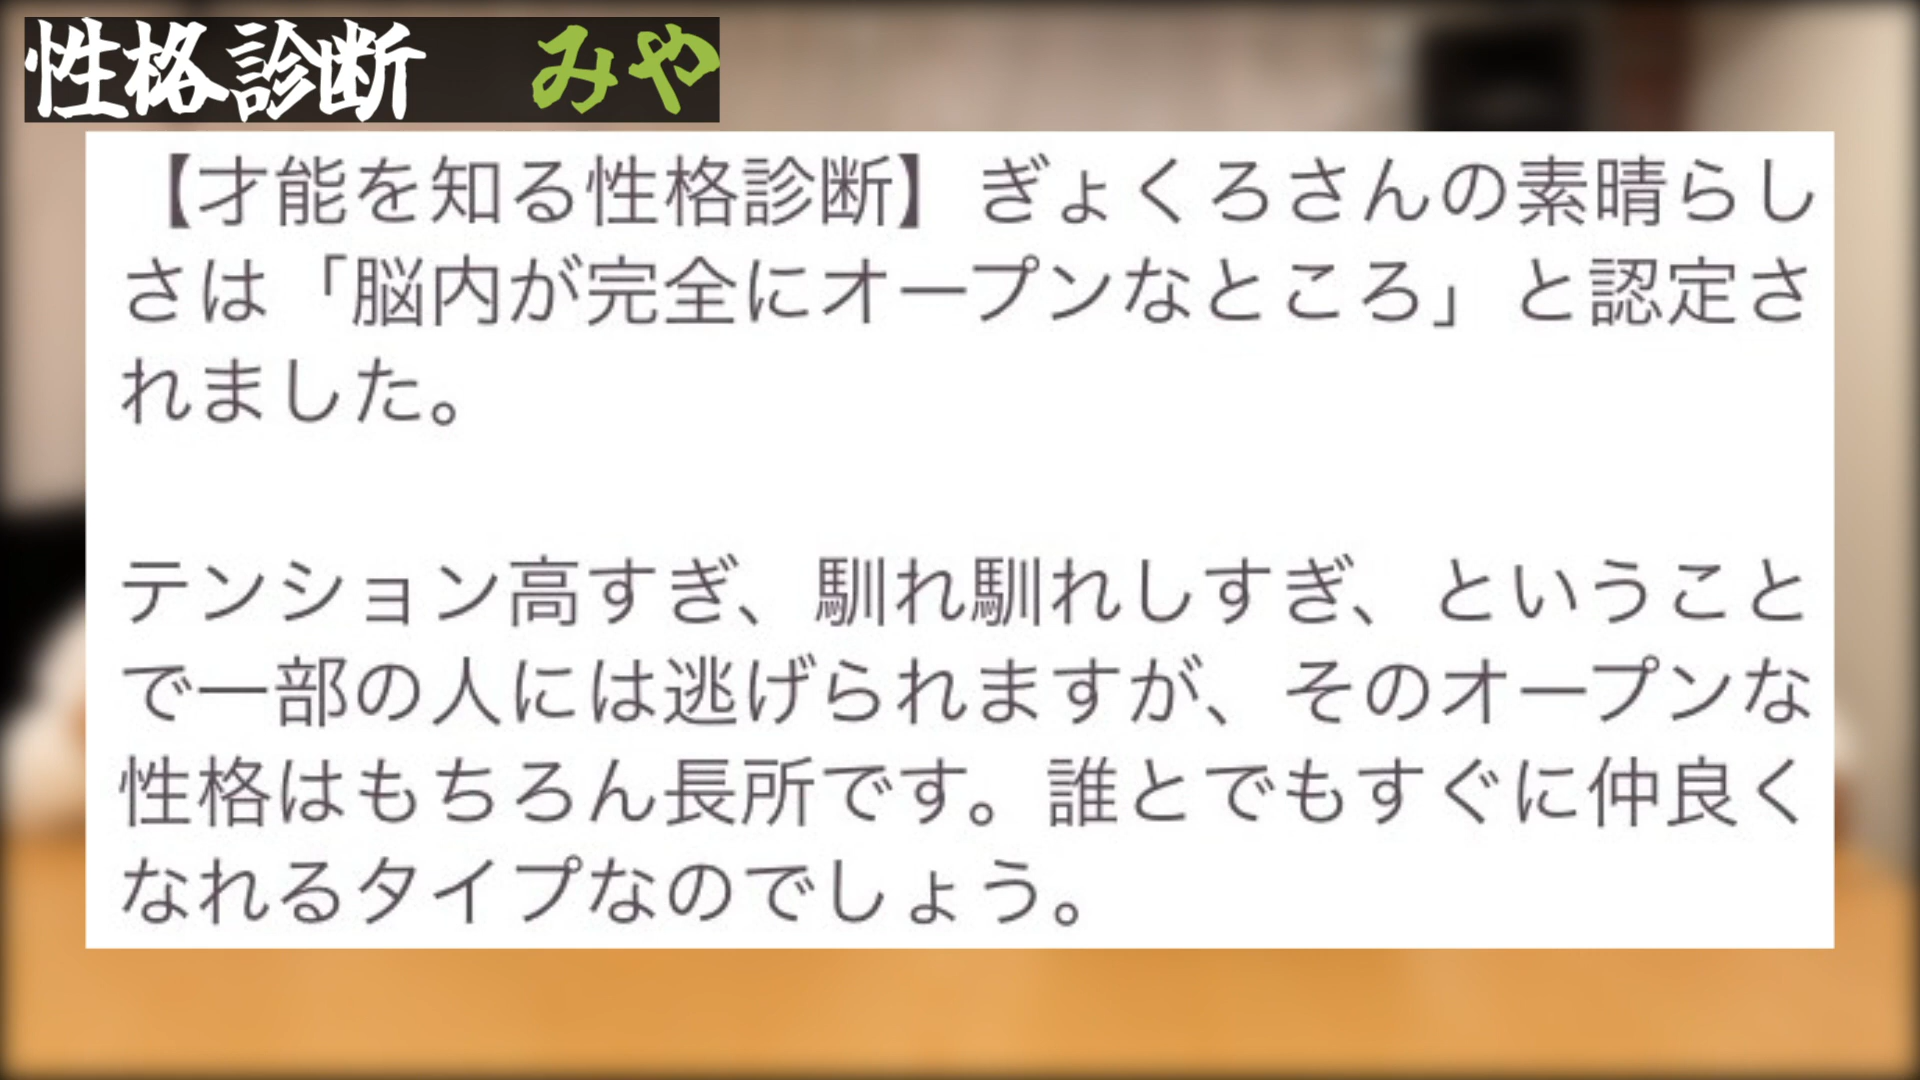 性格診断　みや
【才能を知る性格診断】ぎょくろさんの素晴らし
さは「脳内が完全にオープンなところ」と認定さ
れました。
テンション高すぎ、馴れ馴れしすぎ、ということ
で一部の人には逃げられますが、そのオープンな
性格はもちろん長所です。誰とでもすぐに仲良く
なれるタイプなのでしょう。